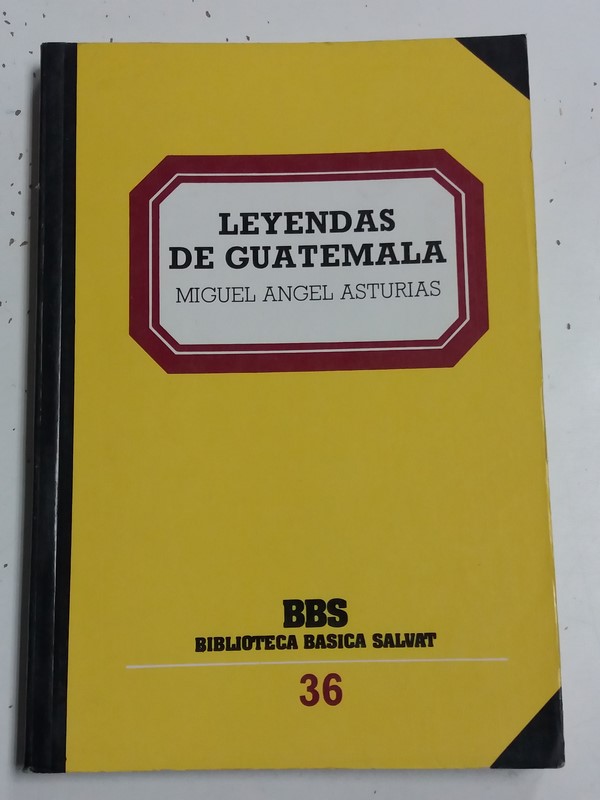 LEYENDAS
DE GUATEMALA
MIGUEL ANGEL ASTURIAS
BBS
BIBLIOTECA BASICA SALVAT
36